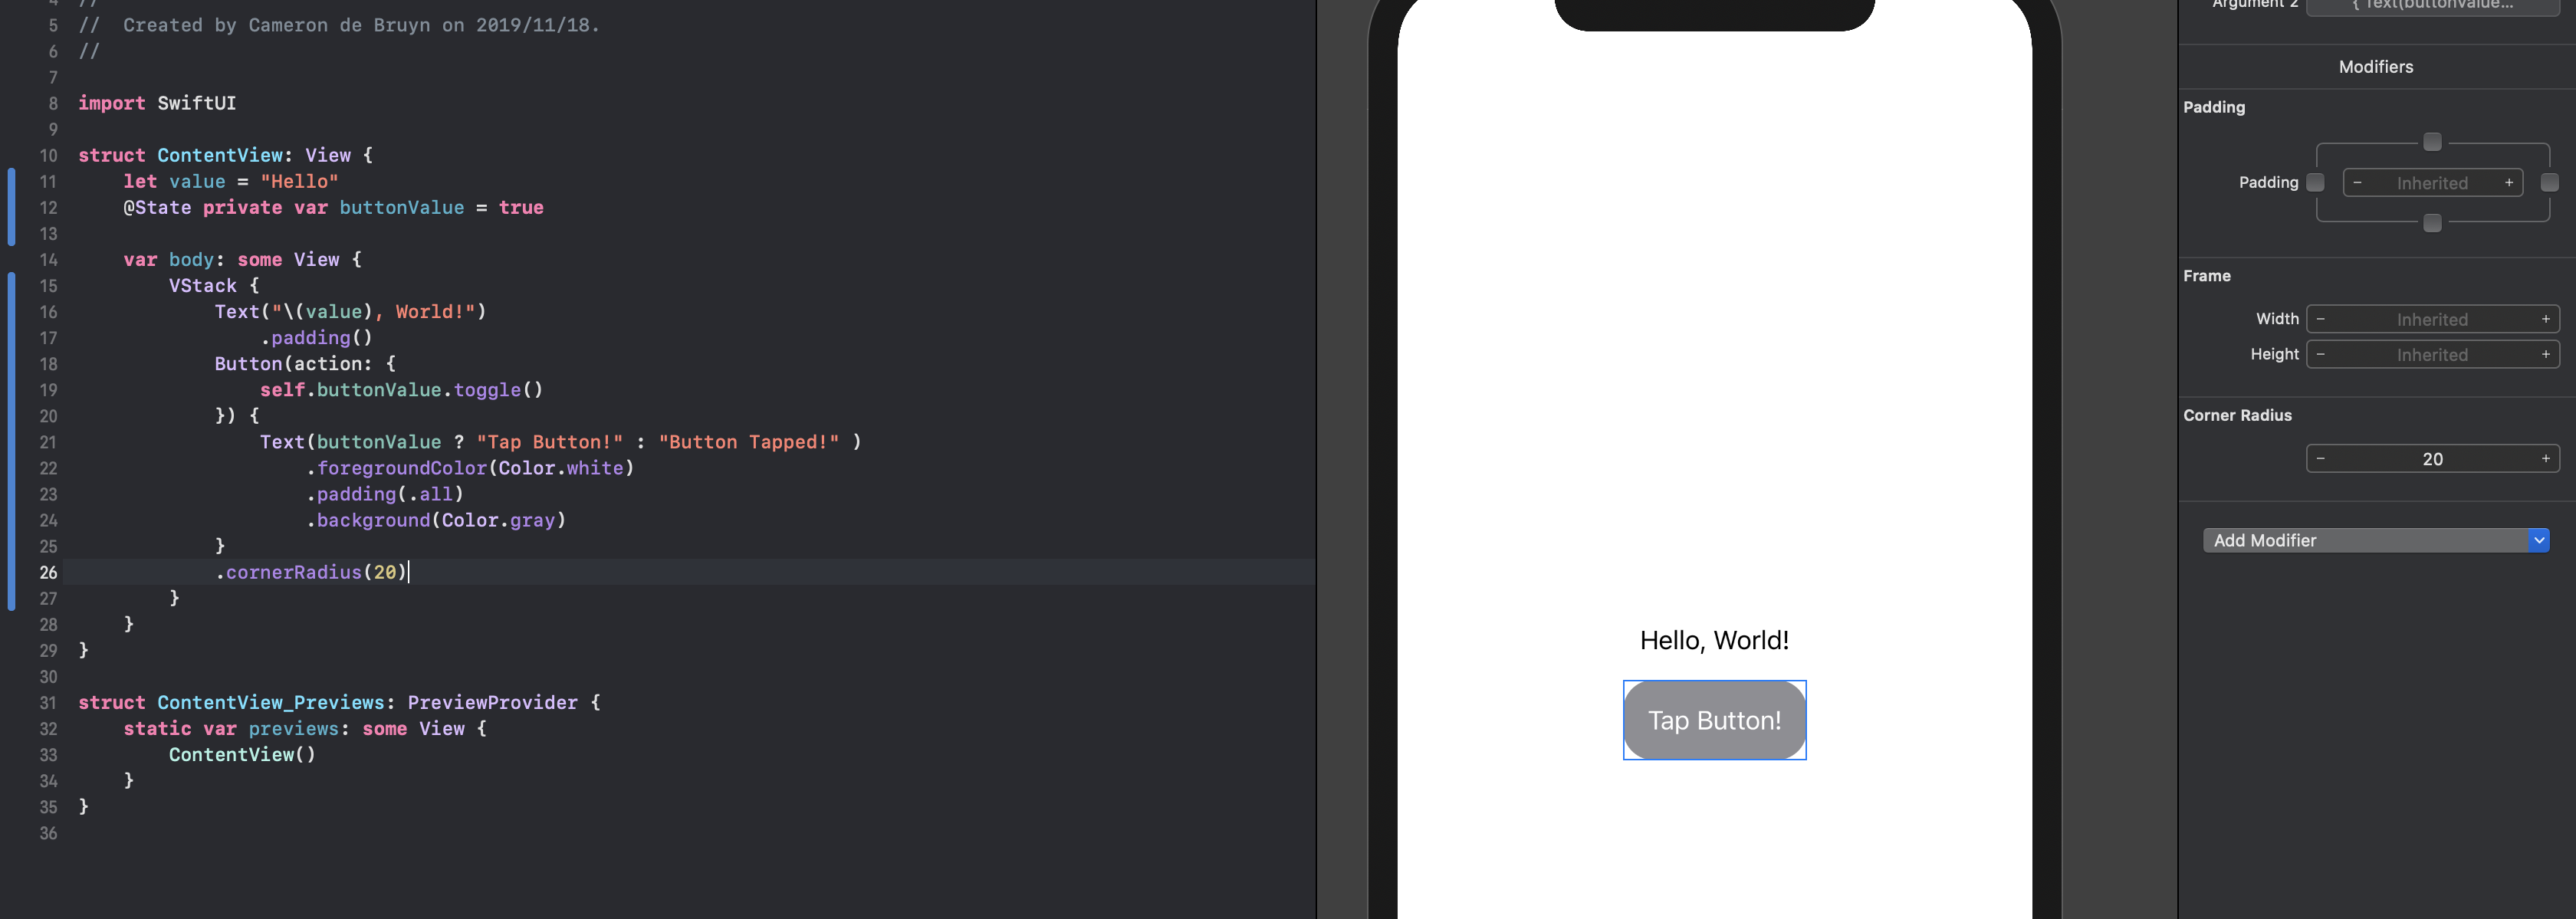 4 //
5 //  Created by Cameron de Bruyn on 2019/11/18.
6 //
7
8 import SwiftUI
9
10 struct ContentView: View {
11     let value = "Hello"
12     @State private var buttonValue = true
13
14     var body: some View {
15         VStack {
16             Text("\(value), World!")
17                 .padding()
18             Button(action: {
19                 self.buttonValue.toggle()
20             }) {
21                 Text(buttonValue ? "Tap Button!" : "Button Tapped!" )
22                     .foregroundColor(Color.white)
23                     .padding(.all)
24                     .background(Color.gray)
25             }
26             .cornerRadius(20)
27         }
28     }
29 }
30
31 struct ContentView_Previews: PreviewProvider {
32     static var previews: some View {
33         ContentView()
34     }
35 }
36
Hello, World!
Tap Button!
Argument 2 { Text(buttonValue...
Modifiers
Padding
Padding − Inherited +
Frame
Width − Inherited +
Height − Inherited +
Corner Radius
− 20 +
Add Modifier